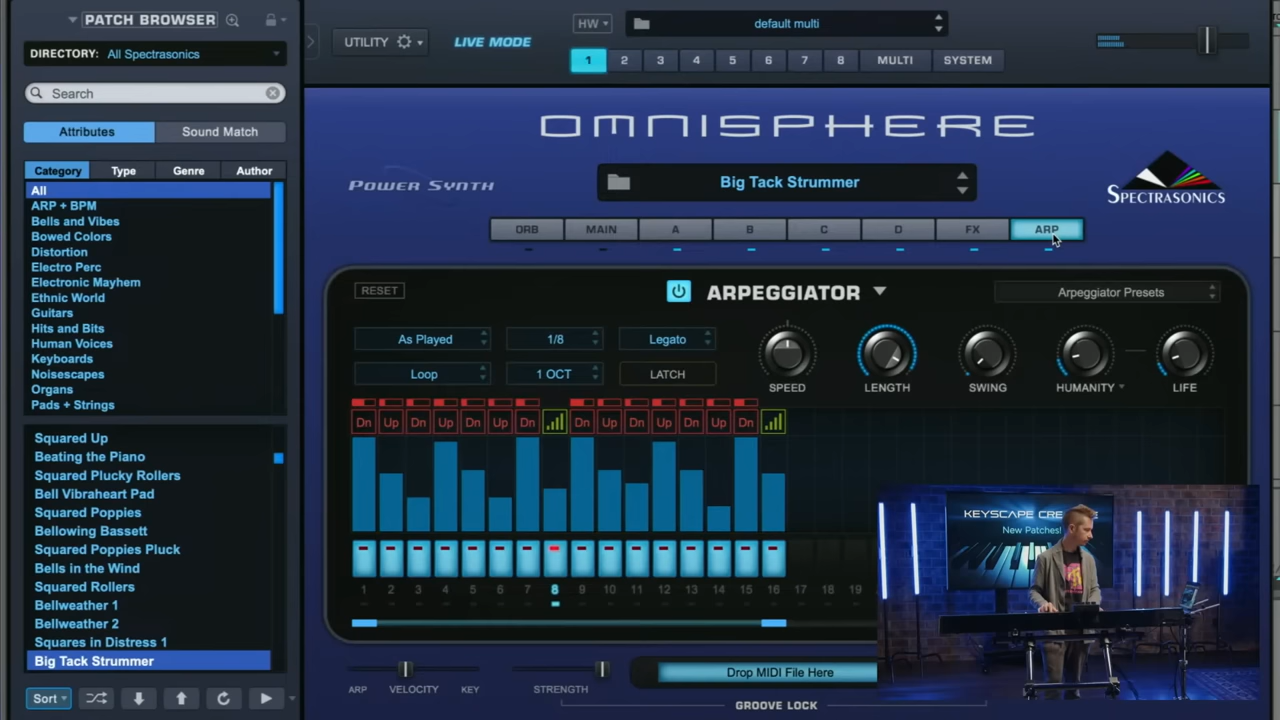 PATCH BROWSER
DIRECTORY: All Spectrasonics
Search
Attributes Sound Match
Category Type Genre Author
All
ARP + BPM
Bells and Vibes
Bowed Colors
Distortion
Electro Perc
Electronic Mayhem
Ethnic World
Guitars
Hits and Bits
Human Voices
Keyboards
Noisescapes
Organs
Pads + Strings
Squared Up
Beating the Piano
Squared Plucky Rollers
Bell Vibraheart Pad
Squared Poppies
Bellowing Bassett
Squared Poppies Pluck
Bells in the Wind
Squared Rollers
Bellweather 1
Bellweather 2
Squares in Distress 1
Big Tack Strummer
Sort
UTILITY LIVE MODE HW default multi
1 2 3 4 5 6 7 8 MULTI SYSTEM
OMNISPHERE
POWER SYNTH Big Tack Strummer SPECTRASONICS
ORB MAIN A B C D FX ARP
RESET ARPEGGIATOR Arpeggiator Presets
As Played 1/8 Legato
Loop 1 OCT LATCH
SPEED LENGTH SWING HUMANITY LIFE
Dn Up Dn Up Dn Up Dn Dn Up Dn Up Dn Up Dn
1 2 3 4 5 6 7 8 9 10 11 12 13 14 15 16 17 18 19
ARP VELOCITY KEY STRENGTH Drop MIDI File Here
GROOVE LOCK
KEYSCAPE CRE
New Patches!